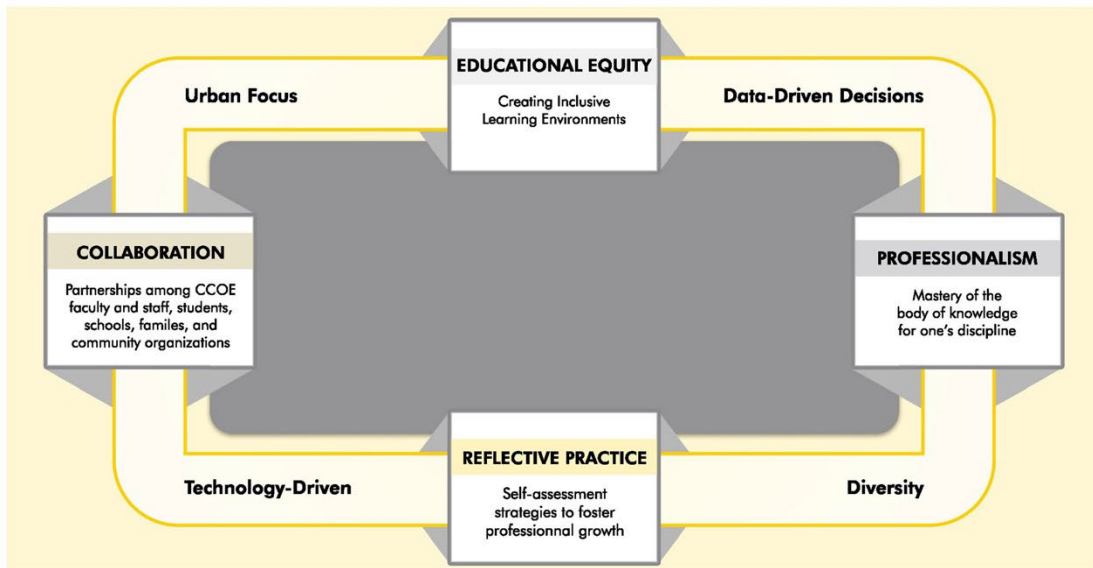 EDUCATIONAL EQUITY
Creating Inclusive
Learning Environments
Urban Focus
Data-Driven Decisions
COLLABORATION
Partnerships among CCOE
faculty and staff, students,
schools, familes, and
community organizations
PROFESSIONALISM
Mastery of the
body of knowledge
for one's discipline
REFLECTIVE PRACTICE
Self-assessment
strategies to foster
professionnal growth
Technology-Driven
Diversity